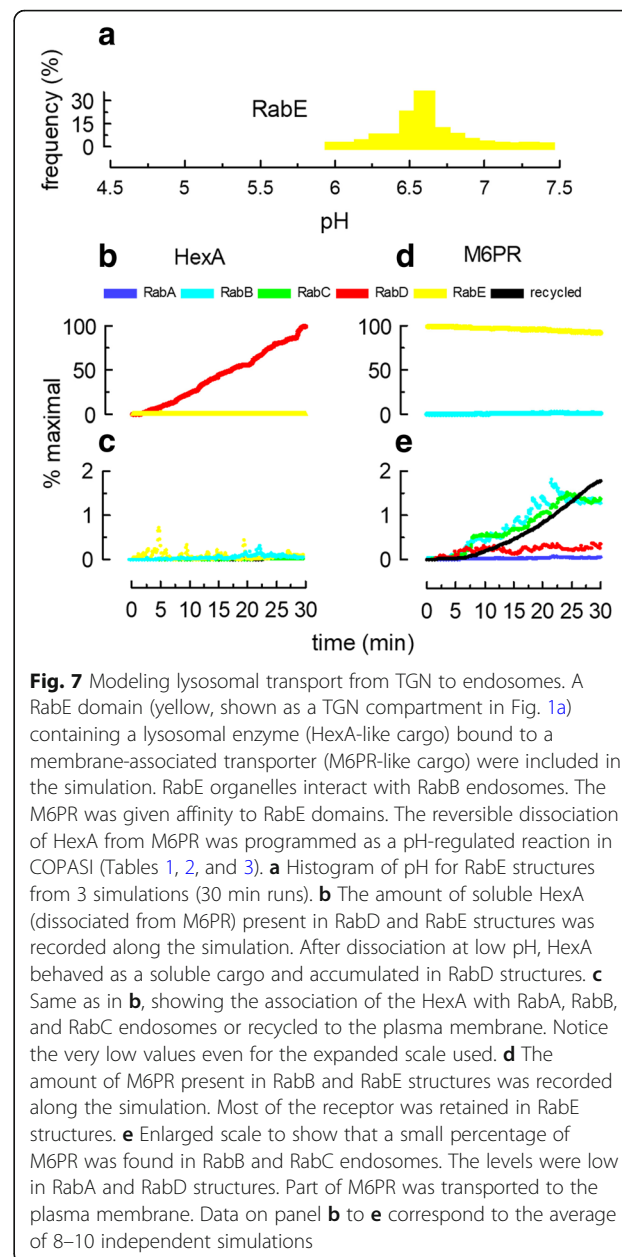 a
frequency (%)
30
15
0
RabE
4.5 5 5.5 6 6.5 7 7.5
pH
b HexA d M6PR
RabA RabB RabC RabD RabE recycled
% maximal
100
50
0
c e
2
1
0
0 5 10 15 20 25 30 0 5 10 15 20 25 30
time (min)
Fig. 7 Modeling lysosomal transport from TGN to endosomes. A
RabE domain (yellow, shown as a TGN compartment in Fig. 1a)
containing a lysosomal enzyme (HexA-like cargo) bound to a
membrane-associated transporter (M6PR-like cargo) were included in
the simulation. RabE organelles interact with RabB endosomes. The
M6PR was given affinity to RabE domains. The reversible dissociation
of HexA from M6PR was programmed as a pH-regulated reaction in
COPASI (Tables 1, 2, and 3). a Histogram of pH for RabE structures
from 3 simulations (30 min runs). b The amount of soluble HexA
(dissociated from M6PR) present in RabD and RabE structures was
recorded along the simulation. After dissociation at low pH, HexA
behaved as a soluble cargo and accumulated in RabD structures. c
Same as in b, showing the association of the HexA with RabA, RabB,
and RabC endosomes or recycled to the plasma membrane. Notice
the very low values even for the expanded scale used. d The
amount of M6PR present in RabB and RabE structures was recorded
along the simulation. Most of the receptor was retained in RabE
structures. e Enlarged scale to show that a small percentage of
M6PR was found in RabB and RabC endosomes. The levels were low
in RabA and RabD structures. Part of M6PR was transported to the
plasma membrane. Data on panel b to e correspond to the average
of 8–10 independent simulations